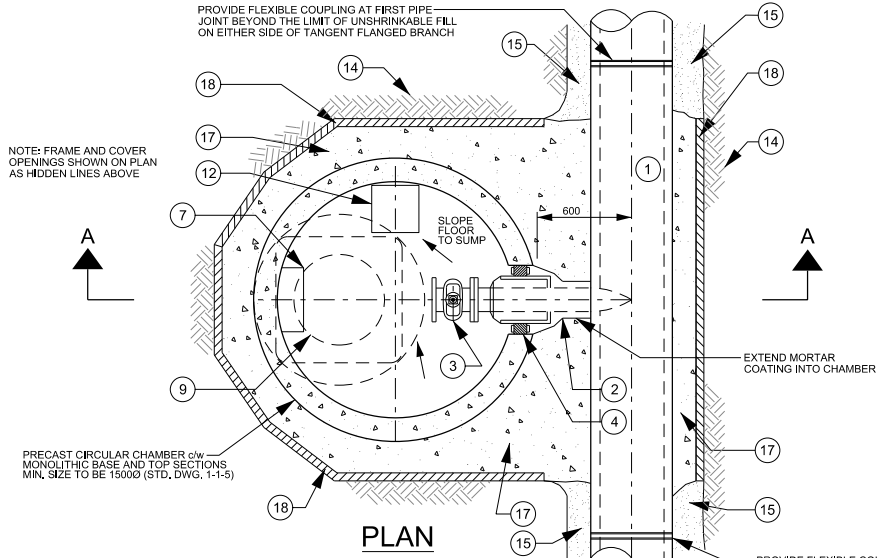 PROVIDE FLEXIBLE COUPLING AT FIRST PIPE
JOINT BEYOND THE LIMIT OF UNSHRINKABLE FILL
ON EITHER SIDE OF TANGENT FLANGED BRANCH
15
15
14
18
18
17
NOTE: FRAME AND COVER
OPENINGS SHOWN ON PLAN
AS HIDDEN LINES ABOVE
14
12
1
7
600
SLOPE
FLOOR
TO SUMP
A
A
EXTEND MORTAR
COATING INTO CHAMBER
3
9
2
4
17
PRECAST CIRCULAR CHAMBER c/w
MONOLITHIC BASE AND TOP SECTIONS
MIN. SIZE TO BE 1500Ø (STD. DWG. 1-1-5)
18
17
15
15
PLAN
PROVIDE FLEXIBLE